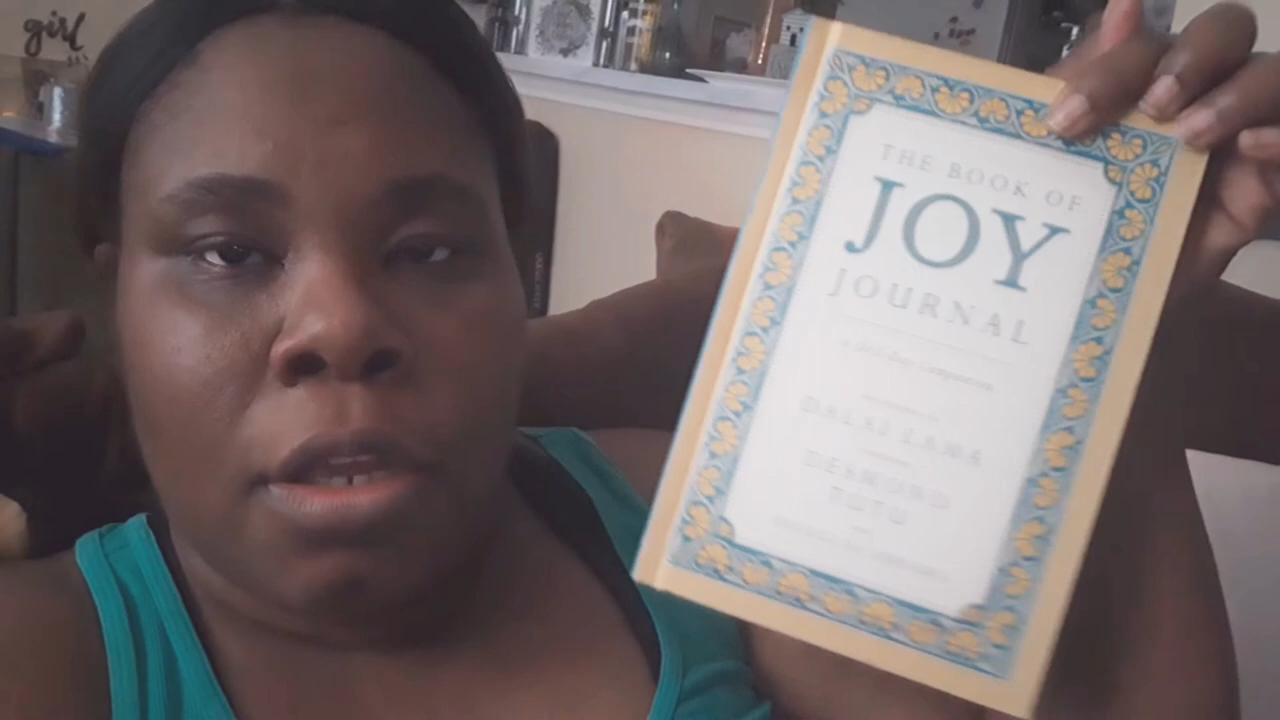 girl
THE BOOK OF
JOY
JOURNAL
DALAI LAMA
DESMOND
TUTU